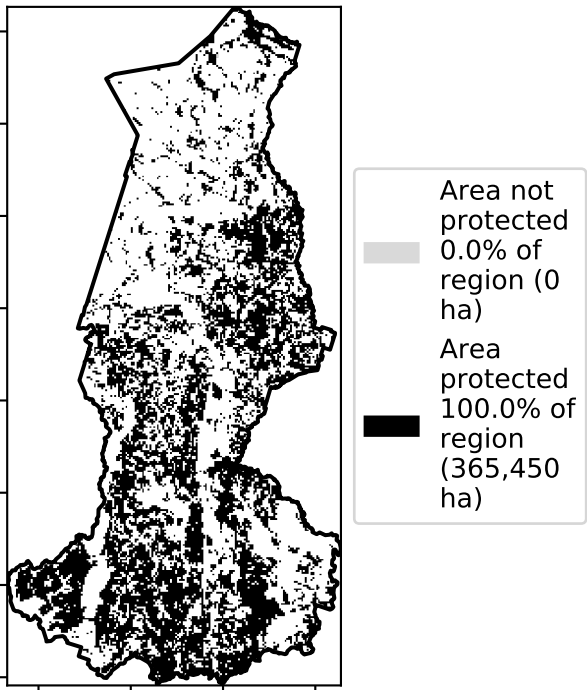 Area not
protected
0.0% of
region (0
ha)
Area
protected
100.0% of
region
(365,450
ha)